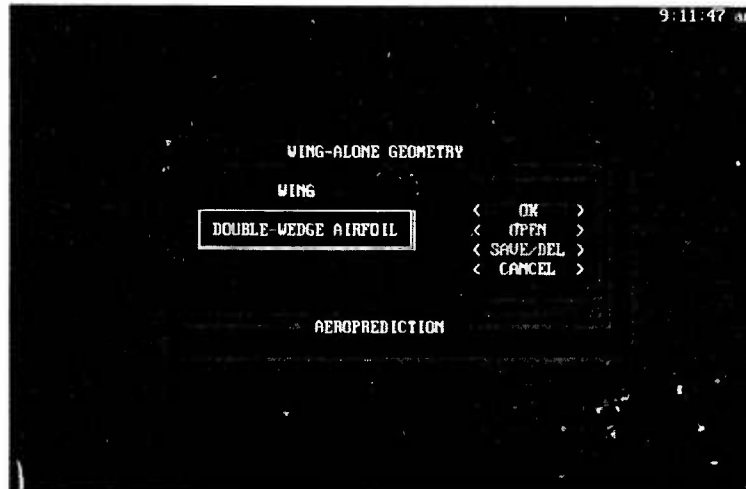 9:11:47 a
WING-ALONE GEOMETRY
WING
DOUBLE-WEDGE AIRFOIL
< OK >
< OPEN >
< SAVE/DEL >
< CANCEL >
AEROPREDICTION